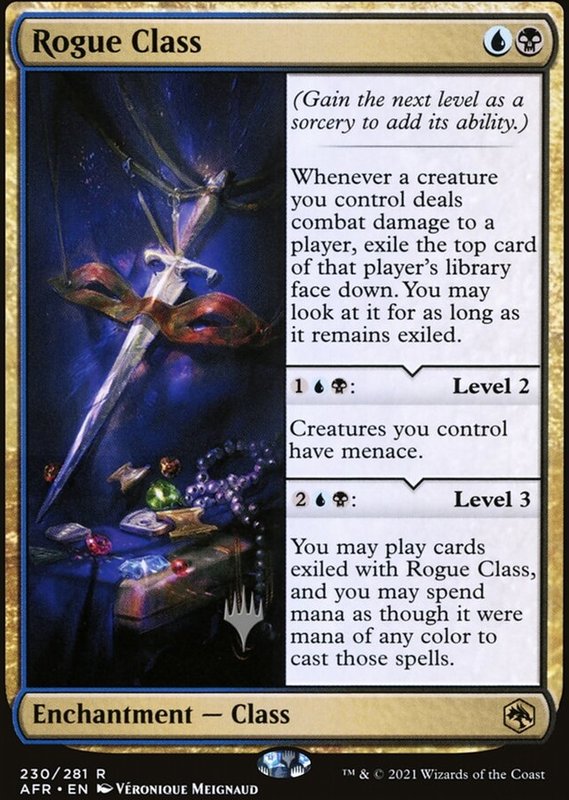 Rogue Class
(Gain the next level as a
sorcery to add its ability.)
Whenever a creature
you control deals
combat damage to a
player, exile the top card
of that player's library
face down. You may
look at it for as long as
it remains exiled.
1 : Level 2
Creatures you control
have menace.
2 : Level 3
You may play cards
exiled with Rogue Class,
and you may spend
mana as though it were
mana of any color to
cast those spells.
Enchantment — Class
230/281 R
AFR • EN Véronique Meignaud
™ & © 2021 Wizards of the Coast